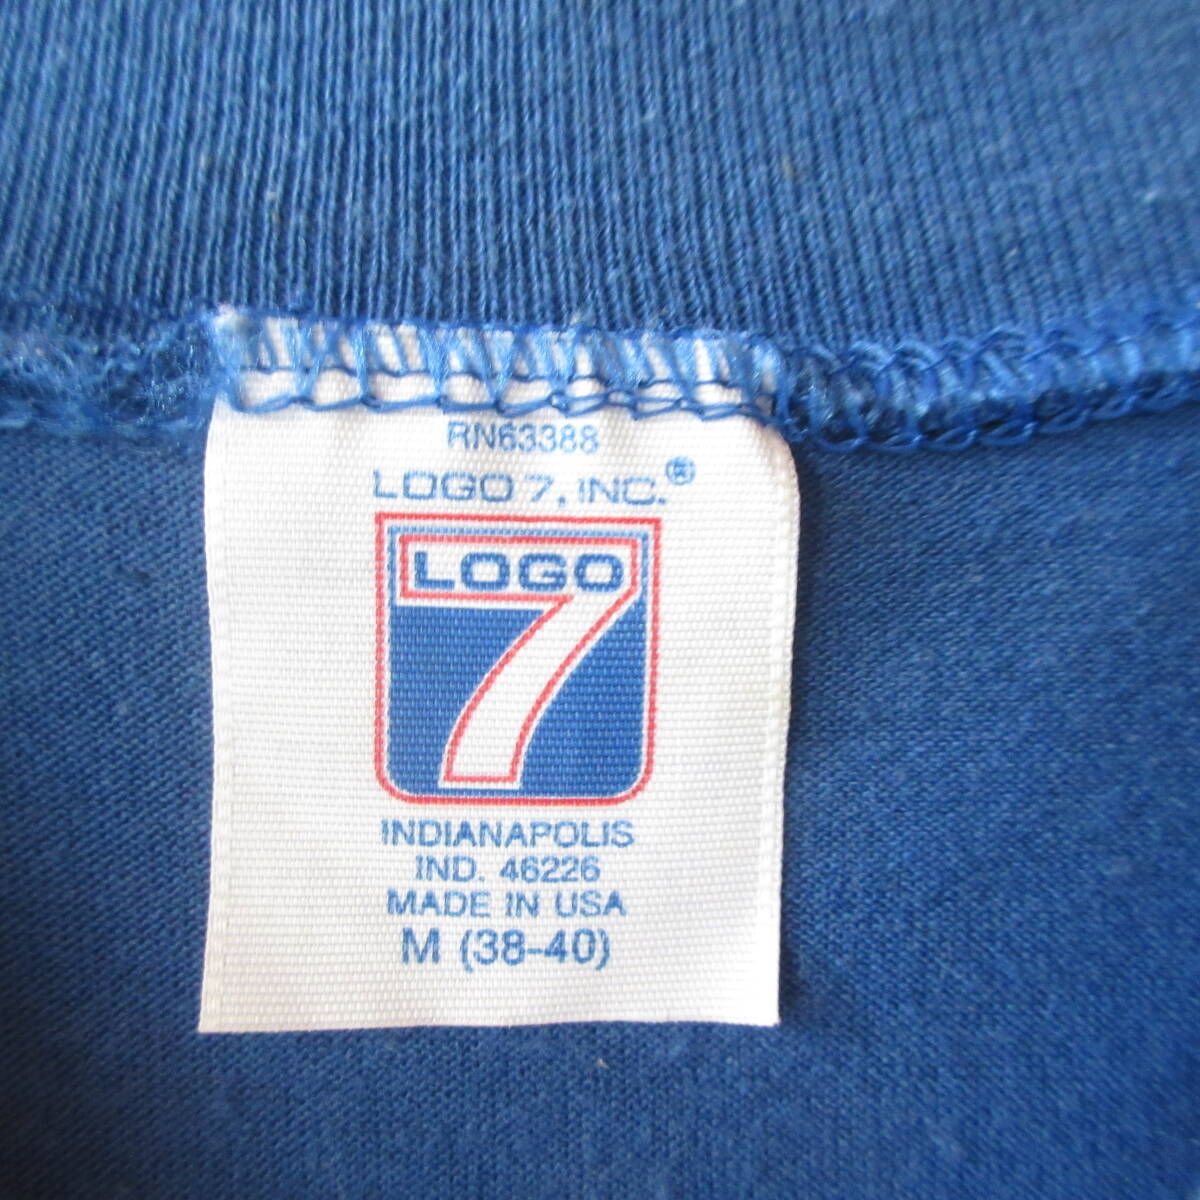 RN63388
LOGO 7, INC.®
LOGO
7
INDIANAPOLIS
IND. 46226
MADE IN USA
M (38-40)